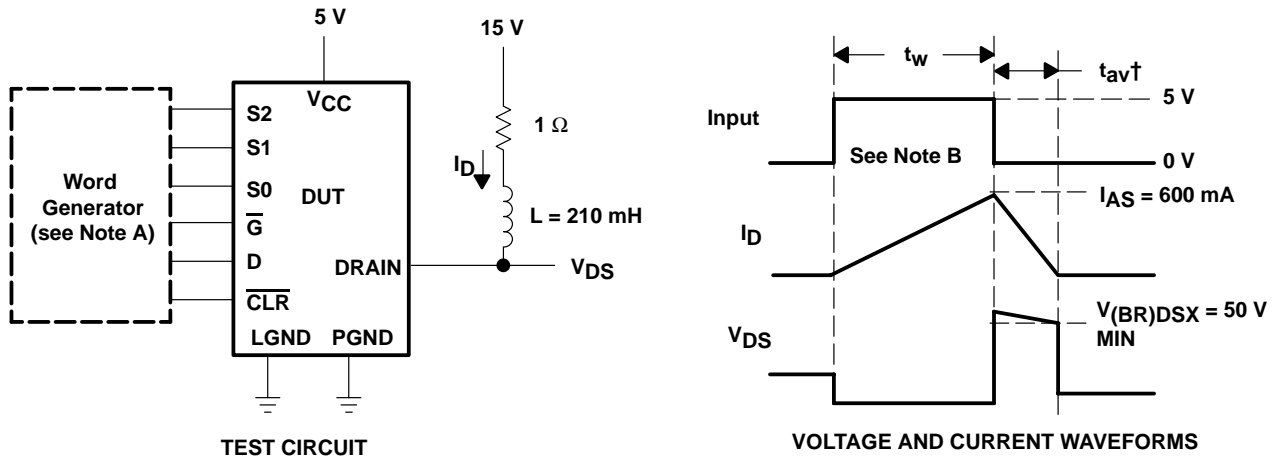 5 V
15 V
VCC
S2
S1
S0
G
D
CLR
Word
Generator
(see Note A)
DUT
DRAIN
LGND PGND
1 Ω
ID
L = 210 mH
VDS
TEST CIRCUIT
tw
tav†
Input
5 V
See Note B
0 V
IAS = 600 mA
ID
V(BR)DSX = 50 V
MIN
VDS
VOLTAGE AND CURRENT WAVEFORMS